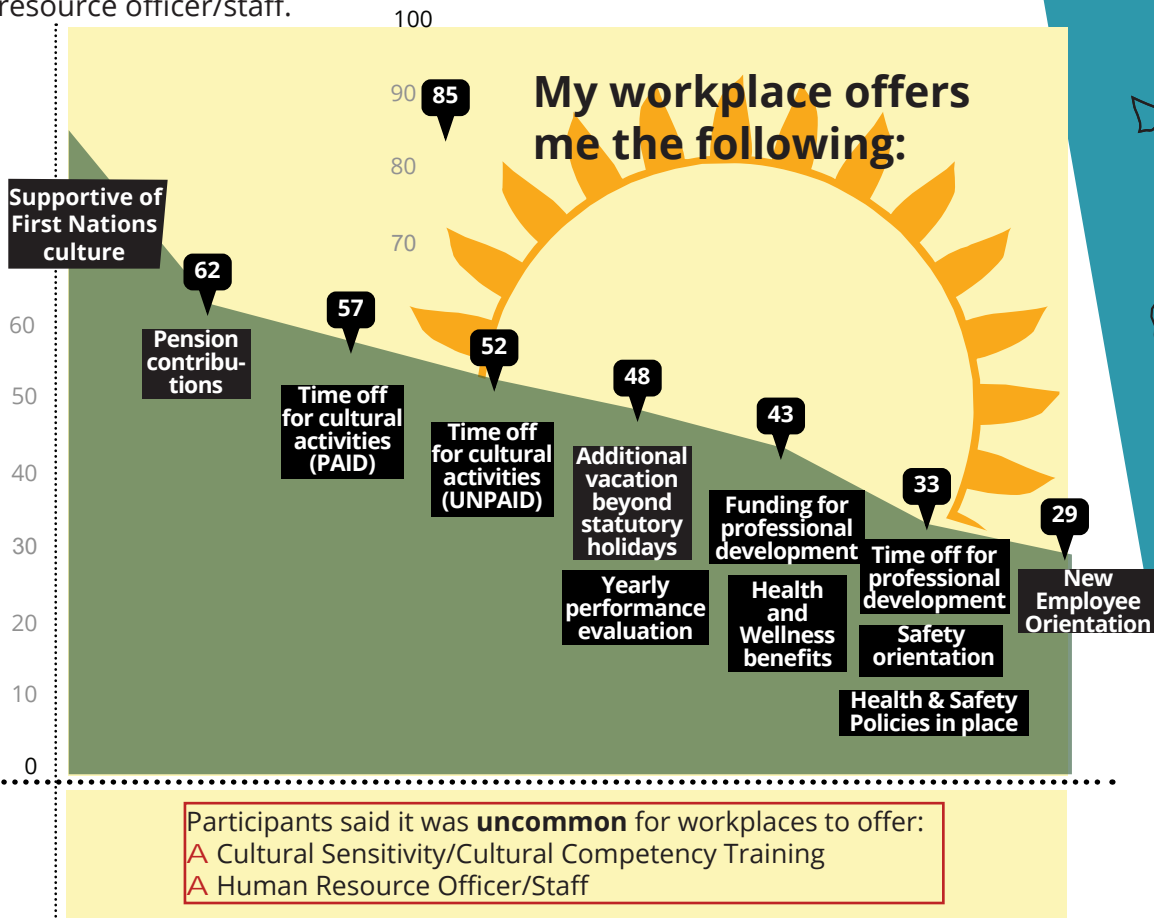 resource officer/staff.
100
My workplace offers
me the following:
90
85
80
70
60
50
40
30
20
10
0
Supportive of
First Nations
culture
62
Pension
contribu-
tions
57
Time off
for cultural
activities
(PAID)
52
Time off
for cultural
activities
(UNPAID)
48
Additional
vacation
beyond
statutory
holidays
Yearly
performance
evaluation
43
Funding for
professional
development
Health
and
Wellness
benefits
33
Time off for
professional
development
Safety
orientation
Health & Safety
Policies in place
29
New
Employee
Orientation
Participants said it was uncommon for workplaces to offer:
A Cultural Sensitivity/Cultural Competency Training
A Human Resource Officer/Staff